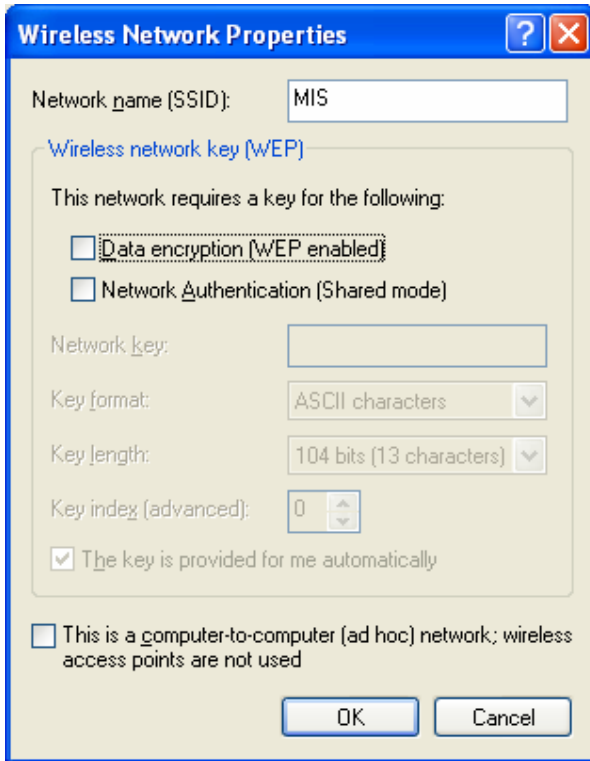 Wireless Network Properties
Network name (SSID): MIS
Wireless network key (WEP)
This network requires a key for the following:
Data encryption (WEP enabled)
Network Authentication (Shared mode)
Network key:
Key format: ASCII characters
Key length: 104 bits (13 characters)
Key index (advanced): 0
The key is provided for me automatically
This is a computer-to-computer (ad hoc) network; wireless
access points are not used
OK Cancel